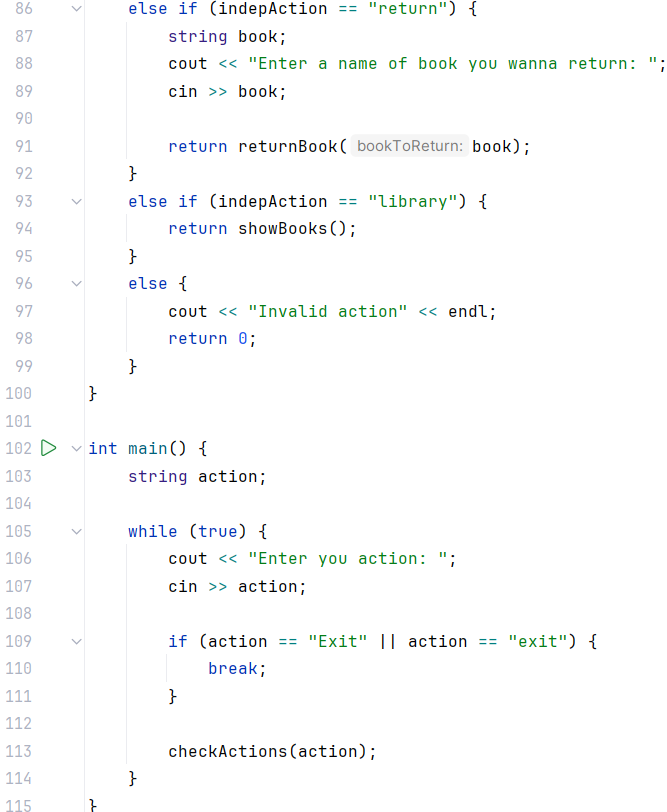 86 else if (indepAction == "return") {
87 string book;
88 cout << "Enter a name of book you wanna return: ";
89 cin >> book;
90
91 return returnBook( bookToReturn: book);
92 }
93 else if (indepAction == "library") {
94 return showBooks();
95 }
96 else {
97 cout << "Invalid action" << endl;
98 return 0;
99 }
100 }
101
102 int main() {
103 string action;
104
105 while (true) {
106 cout << "Enter you action: ";
107 cin >> action;
108
109 if (action == "Exit" || action == "exit") {
110 break;
111 }
112
113 checkActions(action);
114 }
115 }